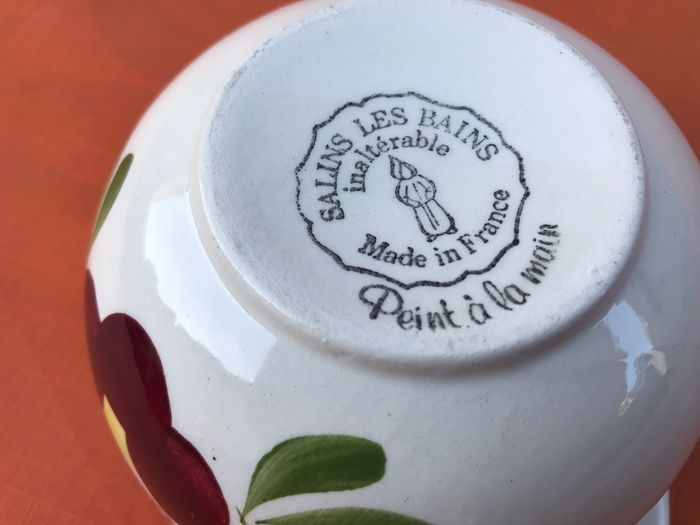 SALINS LES BAINS
inaltérable
Made in France
Peint à la main